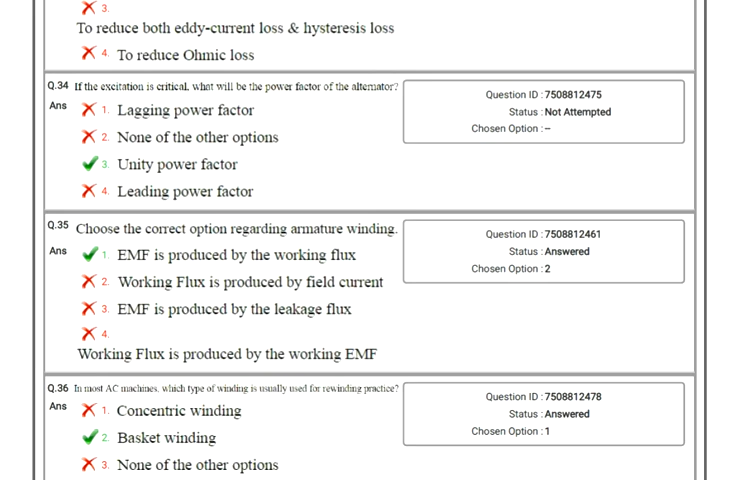 3.
To reduce both eddy-current loss & hysteresis loss
4. To reduce Ohmic loss
Q.34 If the excitation is critical, what will be the power factor of the alternator?
Ans
1. Lagging power factor
2. None of the other options
3. Unity power factor
4. Leading power factor
Question ID : 7508812475
Status : Not Attempted
Chosen Option : --
Q.35 Choose the correct option regarding armature winding.
Ans
1. EMF is produced by the working flux
2. Working Flux is produced by field current
3. EMF is produced by the leakage flux
4.
Working Flux is produced by the working EMF
Question ID : 7508812461
Status : Answered
Chosen Option : 2
Q.36 In most AC machines, which type of winding is usually used for rewinding practice?
Ans
1. Concentric winding
2. Basket winding
3. None of the other options
Question ID : 7508812478
Status : Answered
Chosen Option : 1